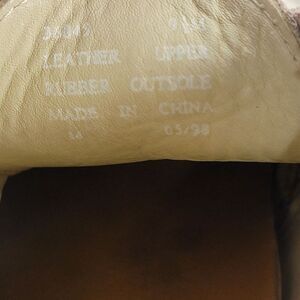 LEATHER UPPER
RUBBER OUTSOLE
MADE IN CHINA
05/98